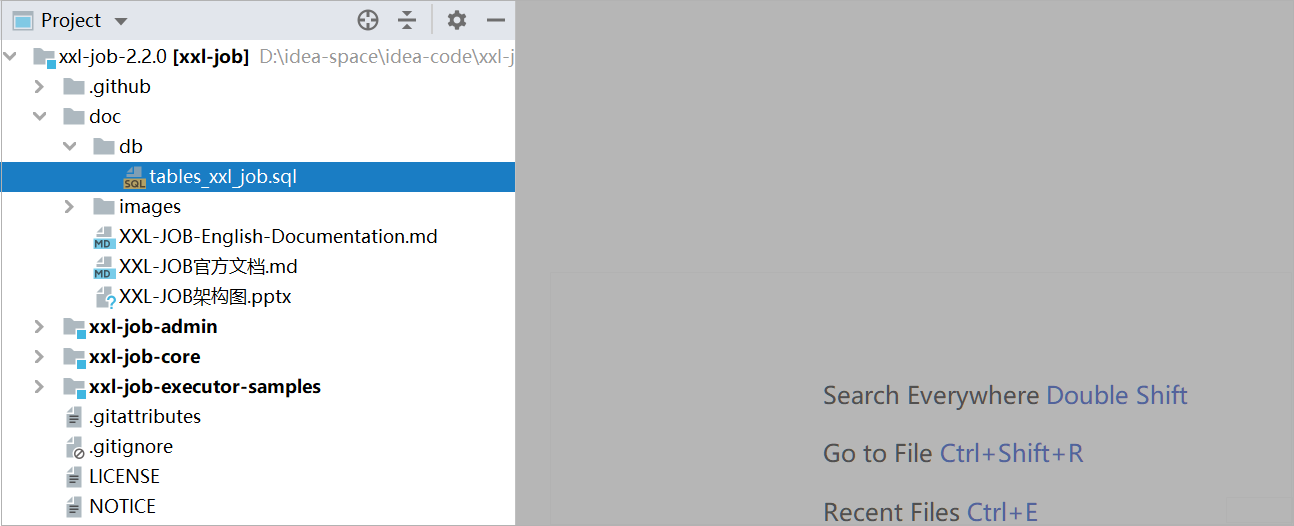 Project
xxl-job-2.2.0 [xxl-job] D:\idea-space\idea-code\xxl-j
.github
doc
db
SQL tables_xxl_job.sql
images
MD XXL-JOB-English-Documentation.md
MD XXL-JOB官方文档.md
? XXL-JOB架构图.pptx
xxl-job-admin
xxl-job-core
xxl-job-executor-samples
.gitattributes
.gitignore
LICENSE
NOTICE
Search Everywhere Double Shift
Go to File Ctrl+Shift+R
Recent Files Ctrl+E